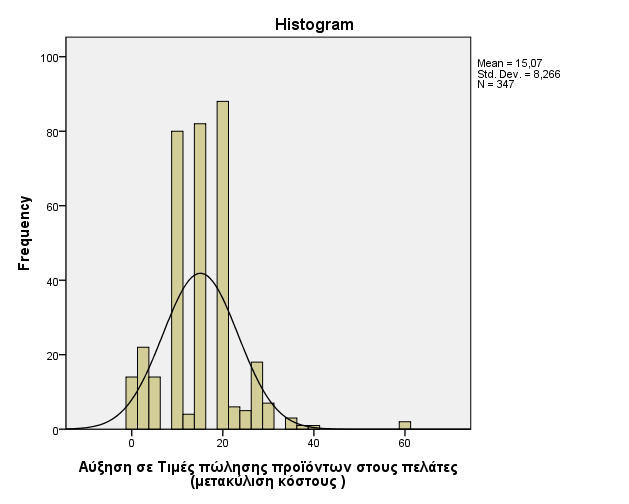 Histogram
Mean = 15,07
Std. Dev. = 8,266
N = 347
100
80
60
40
20
0
Frequency
0
20
40
60
Αύξηση σε Τιμές πώλησης προϊόντων στους πελάτες
(μετακύλιση κόστους )